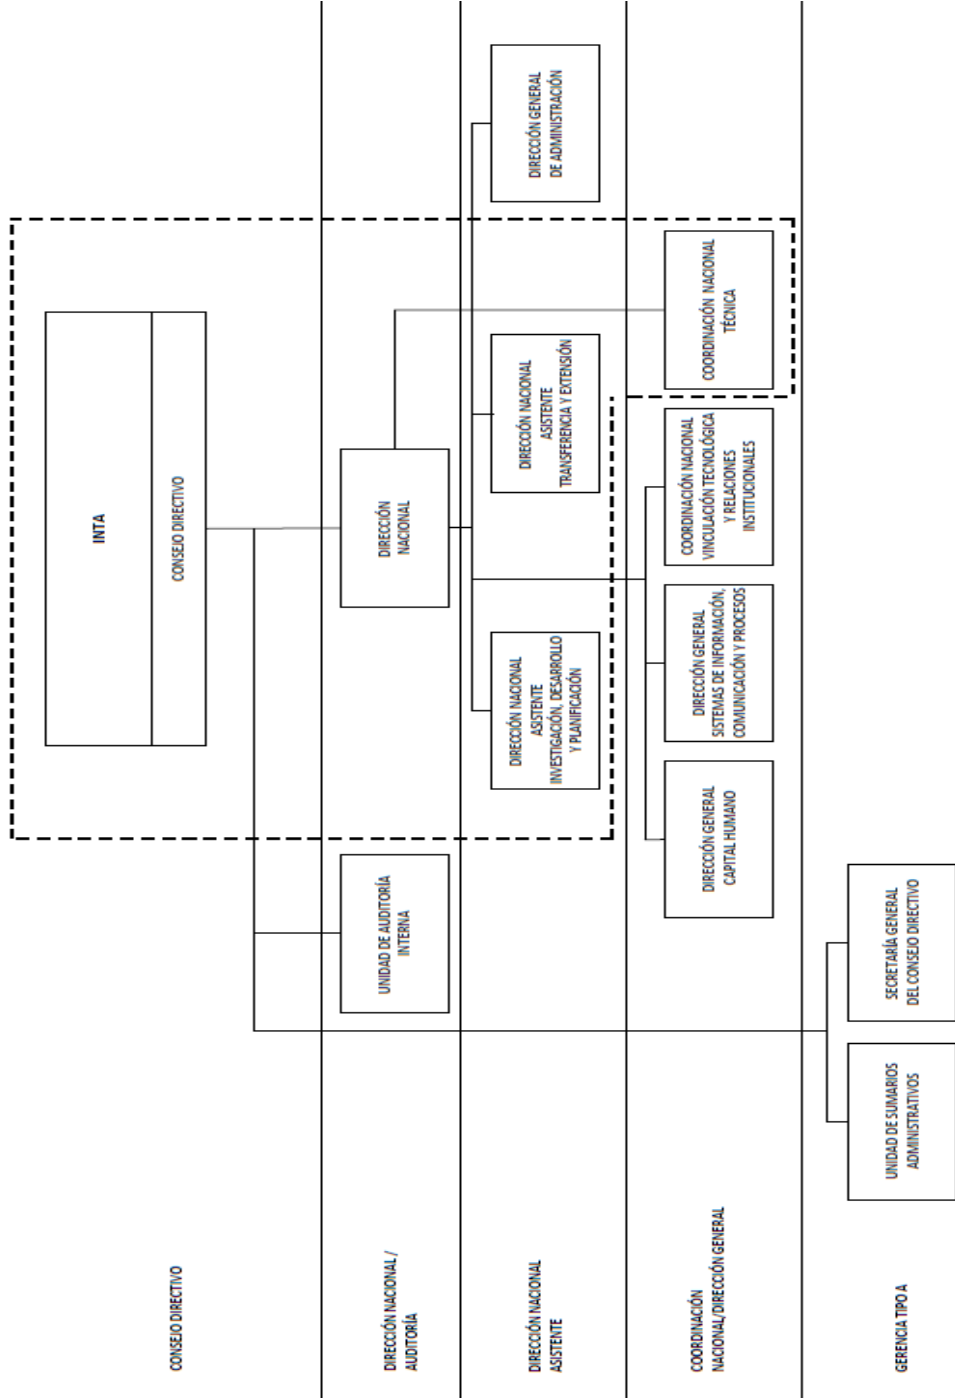 CONSEJO DIRECTIVO
INTA
CONSEJO DIRECTIVO
DIRECCIÓN NACIONAL /
AUDITORÍA
UNIDAD DE AUDITORÍA
INTERNA
DIRECCIÓN
NACIONAL
DIRECCIÓN NACIONAL
ASISTENTE
DIRECCIÓN NACIONAL
ASISTENTE
INVESTIGACIÓN, DESARROLLO
Y PLANIFICACIÓN
DIRECCIÓN NACIONAL
ASISTENTE
TRANSFERENCIA Y EXTENSIÓN
DIRECCIÓN GENERAL
DE ADMINISTRACIÓN
COORDINACIÓN
NACIONAL/DIRECCIÓN GENERAL
DIRECCIÓN GENERAL
CAPITAL HUMANO
DIRECCIÓN GENERAL
SISTEMAS DE INFORMACIÓN,
COMUNICACIÓN Y PROCESOS
COORDINACIÓN NACIONAL
VINCULACIÓN TECNOLÓGICA
Y RELACIONES
INSTITUCIONALES
COORDINACIÓN NACIONAL
TÉCNICA
GERENCIA TIPO A
UNIDAD DE SUMARIOS
ADMINISTRATIVOS
SECRETARÍA GENERAL
DEL CONSEJO DIRECTIVO